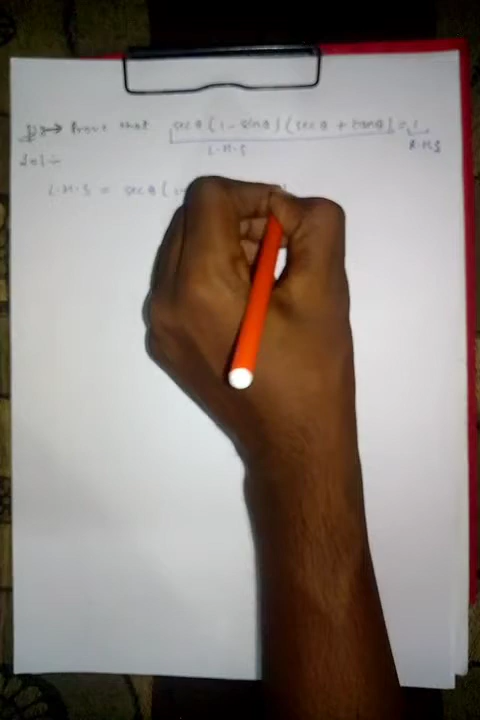 Prove that secθ (1 - sinθ) (secθ + tanθ) = 1
L.H.S R.H.S
Sol:-
L.H.S = secθ (1-